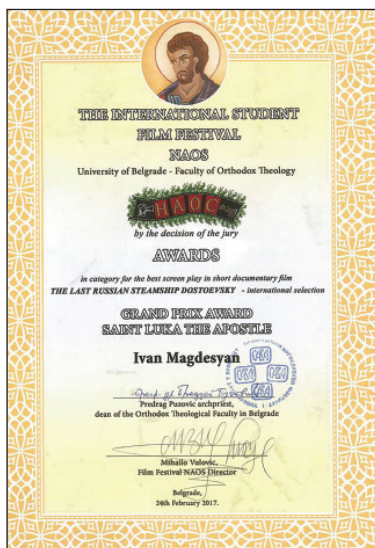 THE INTERNATIONAL STUDENT
FILM FESTIVAL
NAOS
University of Belgrade - Faculty of Orthodox Theology
НАОС
by the decision of the jury
AWARDS
in category for the best screen play in short documentary film
THE LAST RUSSIAN STEAMSHIP DOSTOEVSKY - international selection
GRAND PRIX AWARD
SAINT LUKA THE APOSTLE
Ivan Magdesyan
Predrag Puzovic archpriest,
dean of the Orthodox Theological Faculty in Belgrade
Mihailo Vulovic,
Film Festival NAOS Director
Belgrade,
24th February 2017.